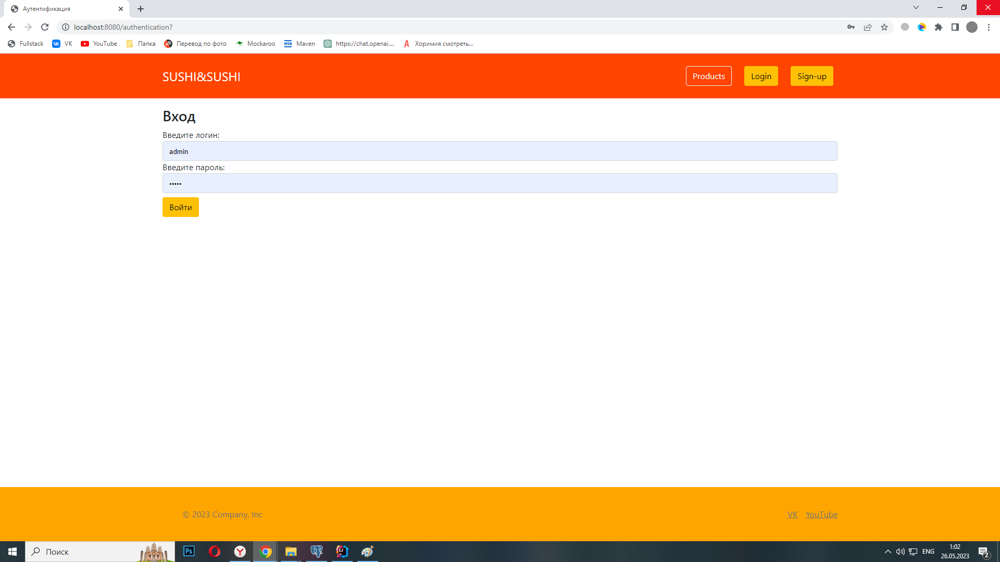 Аутентификация
localhost:8080/authentication?
Fullstack VK YouTube Папка Перевод по фото Mockaroo Maven https://chat.openai.... Хоримия смотреть...
SUSHI&SUSHI Products Login Sign-up
Вход
Введите логин:
admin
Введите пароль:
•••••
Войти
© 2023 Company, Inc VK YouTube
Поиск ENG 1:02
26.05.2023 2